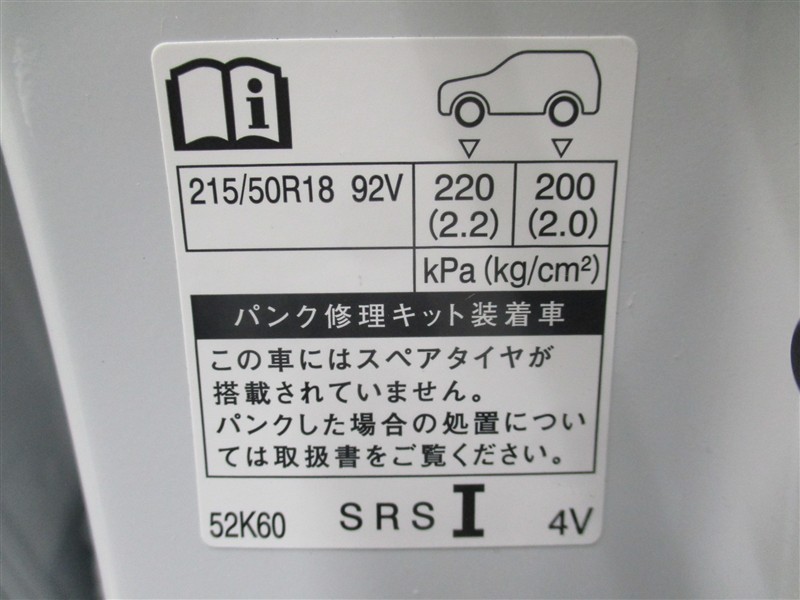 215/50R18 92V 220 200
(2.2) (2.0)
kPa (kg/cm²)
パンク修理キット装着車
この車にはスペアタイヤが
搭載されていません。
パンクした場合の処置につい
ては取扱書をご覧ください。
52K60 SRS I 4V